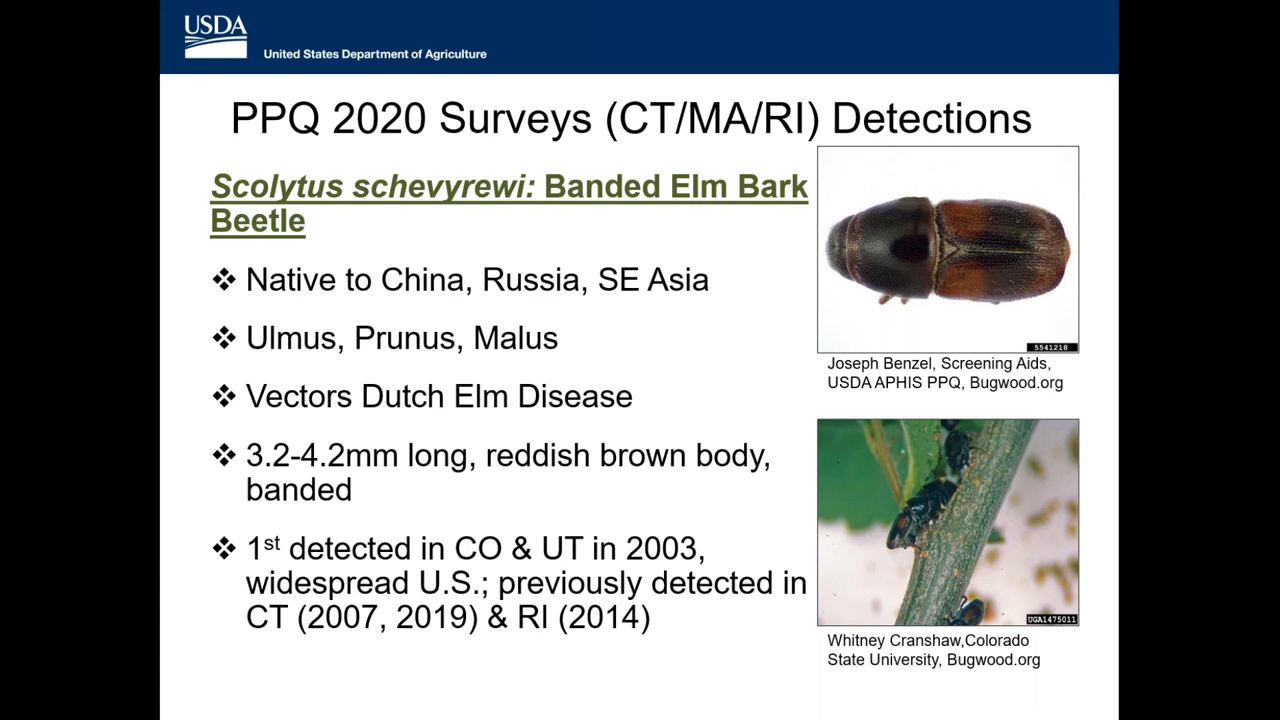 USDA
United States Department of Agriculture
PPQ 2020 Surveys (CT/MA/RI) Detections
Scolytus schevyrewi: Banded Elm Bark
Beetle
❖ Native to China, Russia, SE Asia
❖ Ulmus, Prunus, Malus
❖ Vectors Dutch Elm Disease
❖ 3.2-4.2mm long, reddish brown body,
banded
❖ 1st detected in CO & UT in 2003,
widespread U.S.; previously detected in
CT (2007, 2019) & RI (2014)
5541218
Joseph Benzel, Screening Aids,
USDA APHIS PPQ, Bugwood.org
UGA1475011
Whitney Cranshaw,Colorado
State University, Bugwood.org